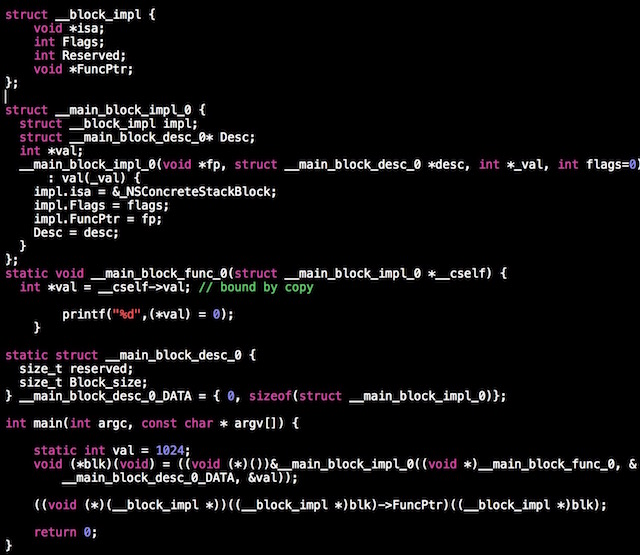 struct __block_impl {
    void *isa;
    int Flags;
    int Reserved;
    void *FuncPtr;
};

struct __main_block_impl_0 {
  struct __block_impl impl;
  struct __main_block_desc_0* Desc;
  int *val;
  __main_block_impl_0(void *fp, struct __main_block_desc_0 *desc, int *_val, int flags=0)
      : val(_val) {
    impl.isa = &_NSConcreteStackBlock;
    impl.Flags = flags;
    impl.FuncPtr = fp;
    Desc = desc;
  }
};
static void __main_block_func_0(struct __main_block_impl_0 *__cself) {
  int *val = __cself->val; // bound by copy

        printf("%d",(*val) = 0);
    }

static struct __main_block_desc_0 {
  size_t reserved;
  size_t Block_size;
} __main_block_desc_0_DATA = { 0, sizeof(struct __main_block_impl_0)};

int main(int argc, const char * argv[]) {

    static int val = 1024;
    void (*blk)(void) = ((void (*)())&__main_block_impl_0((void *)__main_block_func_0, &
        __main_block_desc_0_DATA, &val));

    ((void (*)(__block_impl *))((__block_impl *)blk)->FuncPtr)((__block_impl *)blk);

    return 0;
}